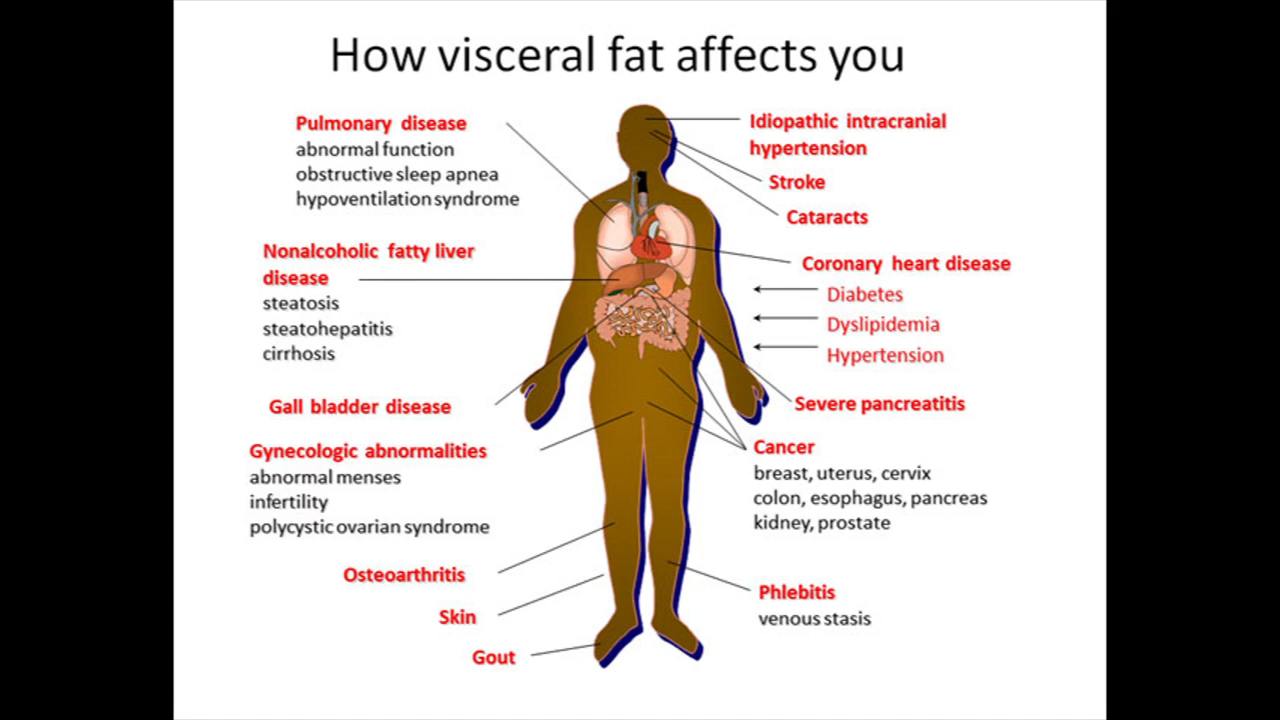 How visceral fat affects you
Pulmonary disease
abnormal function
obstructive sleep apnea
hypoventilation syndrome
Nonalcoholic fatty liver
disease
steatosis
steatohepatitis
cirrhosis
Gall bladder disease
Gynecologic abnormalities
abnormal menses
infertility
polycystic ovarian syndrome
Osteoarthritis
Skin
Gout
Idiopathic intracranial
hypertension
Stroke
Cataracts
Coronary heart disease
Diabetes
Dyslipidemia
Hypertension
Severe pancreatitis
Cancer
breast, uterus, cervix
colon, esophagus, pancreas
kidney, prostate
Phlebitis
venous stasis